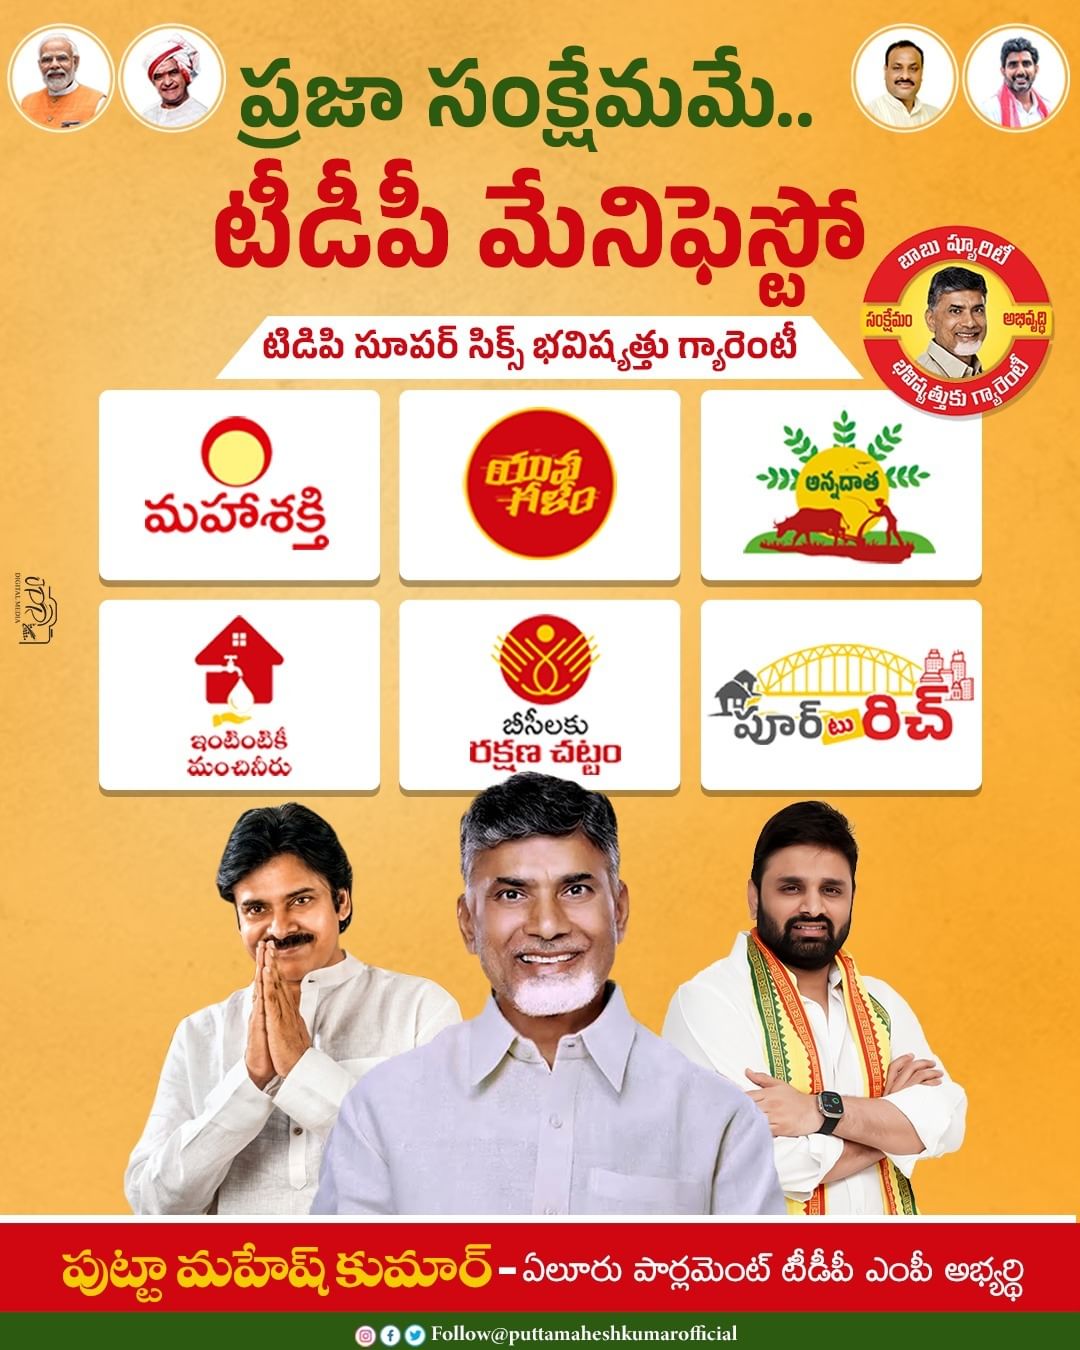 ప్రజా సంక్షేమమే..
టీడీపీ మేనిఫెస్టో
బాబు ష్యూరిటీ
సంక్షేమం
అభివృద్ధి
భవిష్యత్తుకు గ్యారెంటీ
టిడిపి సూపర్ సిక్స్ భవిష్యత్తు గ్యారెంటీ
మహాశక్తి
యువ
గళం
అన్నదాత
ఇంటింటికీ
మంచినీరు
బీసీలకు
రక్షణ చట్టం
పూర్ టు రిచ్
JPR
DIGITAL MEDIA
పుట్టా మహేష్ కుమార్ - ఏలూరు పార్లమెంట్ టీడీపీ ఎంపీ అభ్యర్థి
Follow@puttamaheshkumarofficial